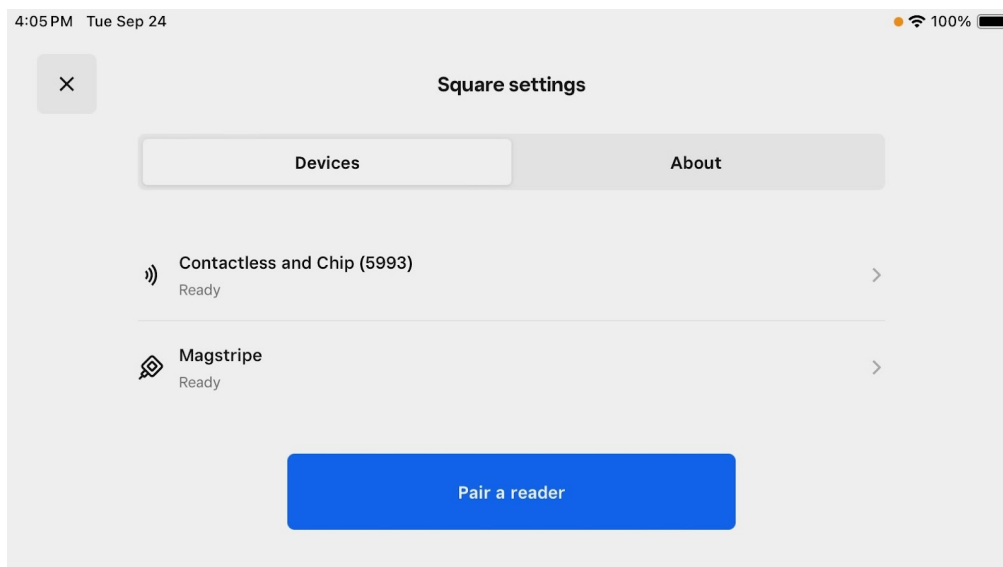 4:05 PM Tue Sep 24 100%
Square settings
Devices About
Contactless and Chip (5993)
Ready
Magstripe
Ready
Pair a reader